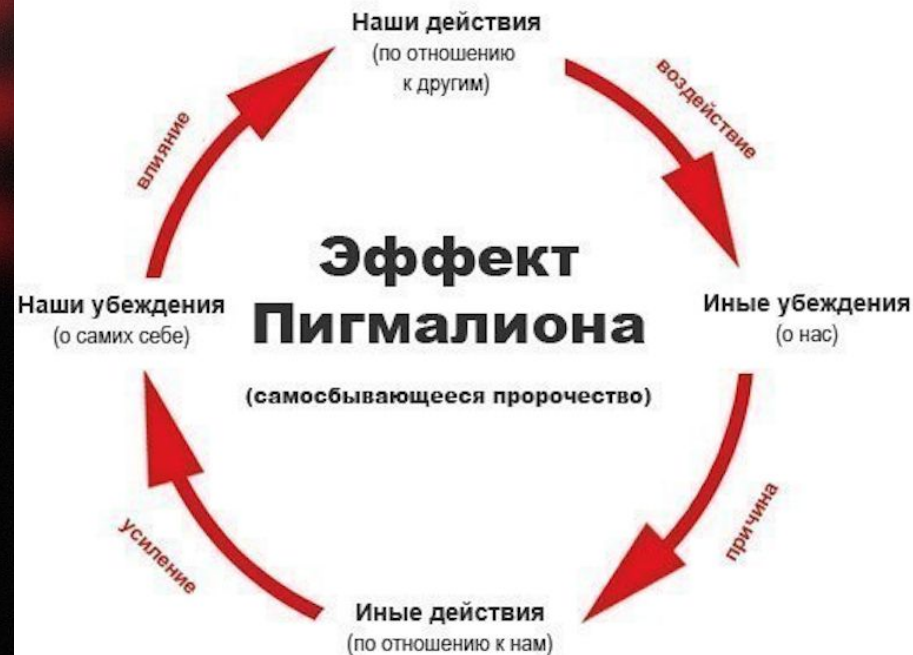 Наши действия
(по отношению
к другим)
воздействие
влияние
Эффект
Пигмалиона
(самосбывающееся пророчество)
Наши убеждения
(о самих себе)
Иные убеждения
(о нас)
причина
усиление
Иные действия
(по отношению к нам)